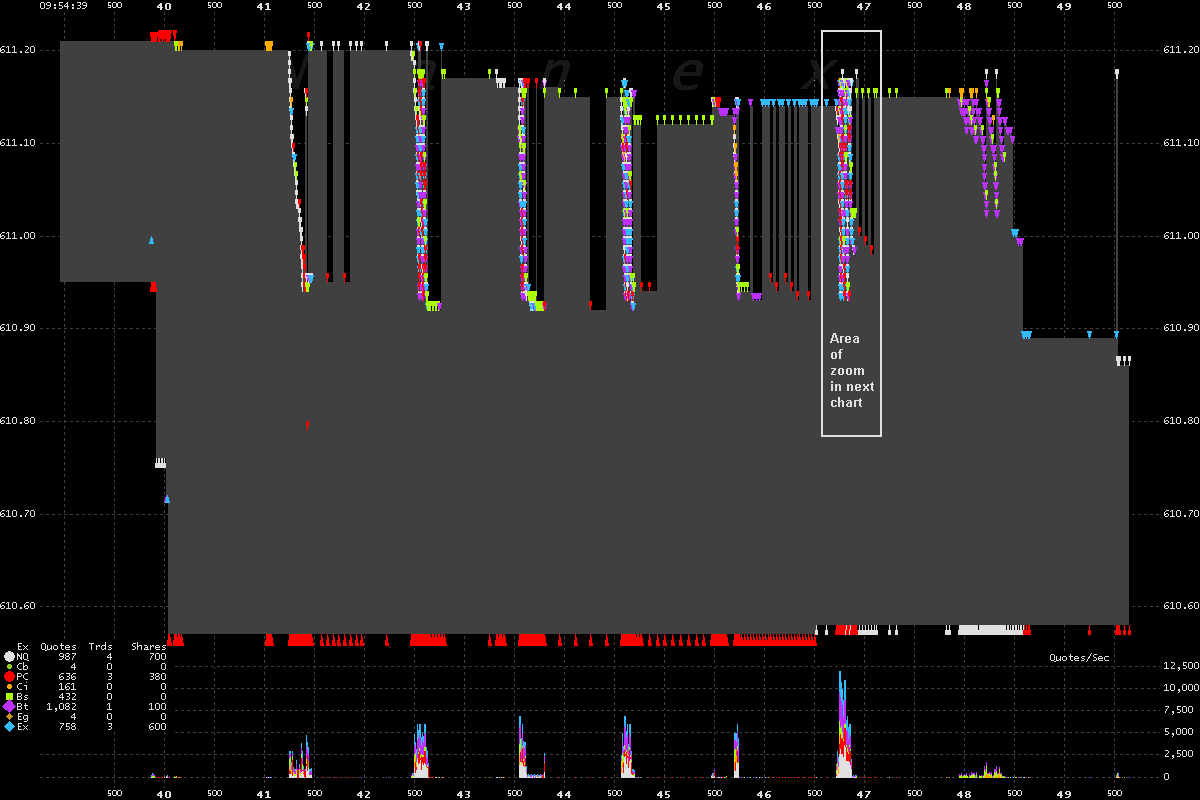 09:54:39 500 40 500 41 500 42 500 43 500 44 500 45 500 46 500 47 500 48 500 49 500
611.20 611.20
611.10 611.10
611.00 611.00
610.90 610.90
Area
of
zoom
in next
chart
610.80 610.80
610.70 610.70
610.60 610.60
Ex Quotes Trds Shares
NQ 987 4 700
Cb 4 0 0
PC 636 3 380
Ci 161 0 0
Bs 432 0 0
Bt 1,082 1 100
Eg 4 0 0
Ex 758 3 600
Quotes/Sec
12,500
10,000
7,500
5,000
2,500
0
500 40 500 41 500 42 500 43 500 44 500 45 500 46 500 47 500 48 500 49 500